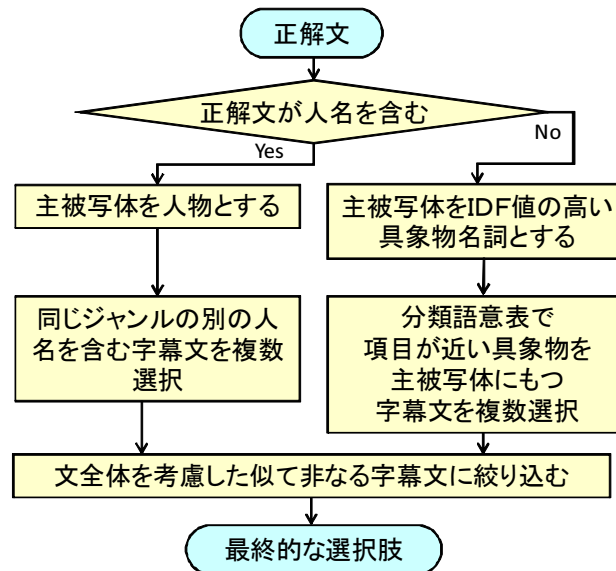 正解文
正解文が人名を含む
Yes
No
主被写体を人物とする
主被写体をIDF値の高い
具象物名詞とする
同じジャンルの別の人
名を含む字幕文を複数
選択
分類語意表で
項目が近い具象物を
主被写体にもつ
字幕文を複数選択
文全体を考慮した似て非なる字幕文に絞り込む
最終的な選択肢